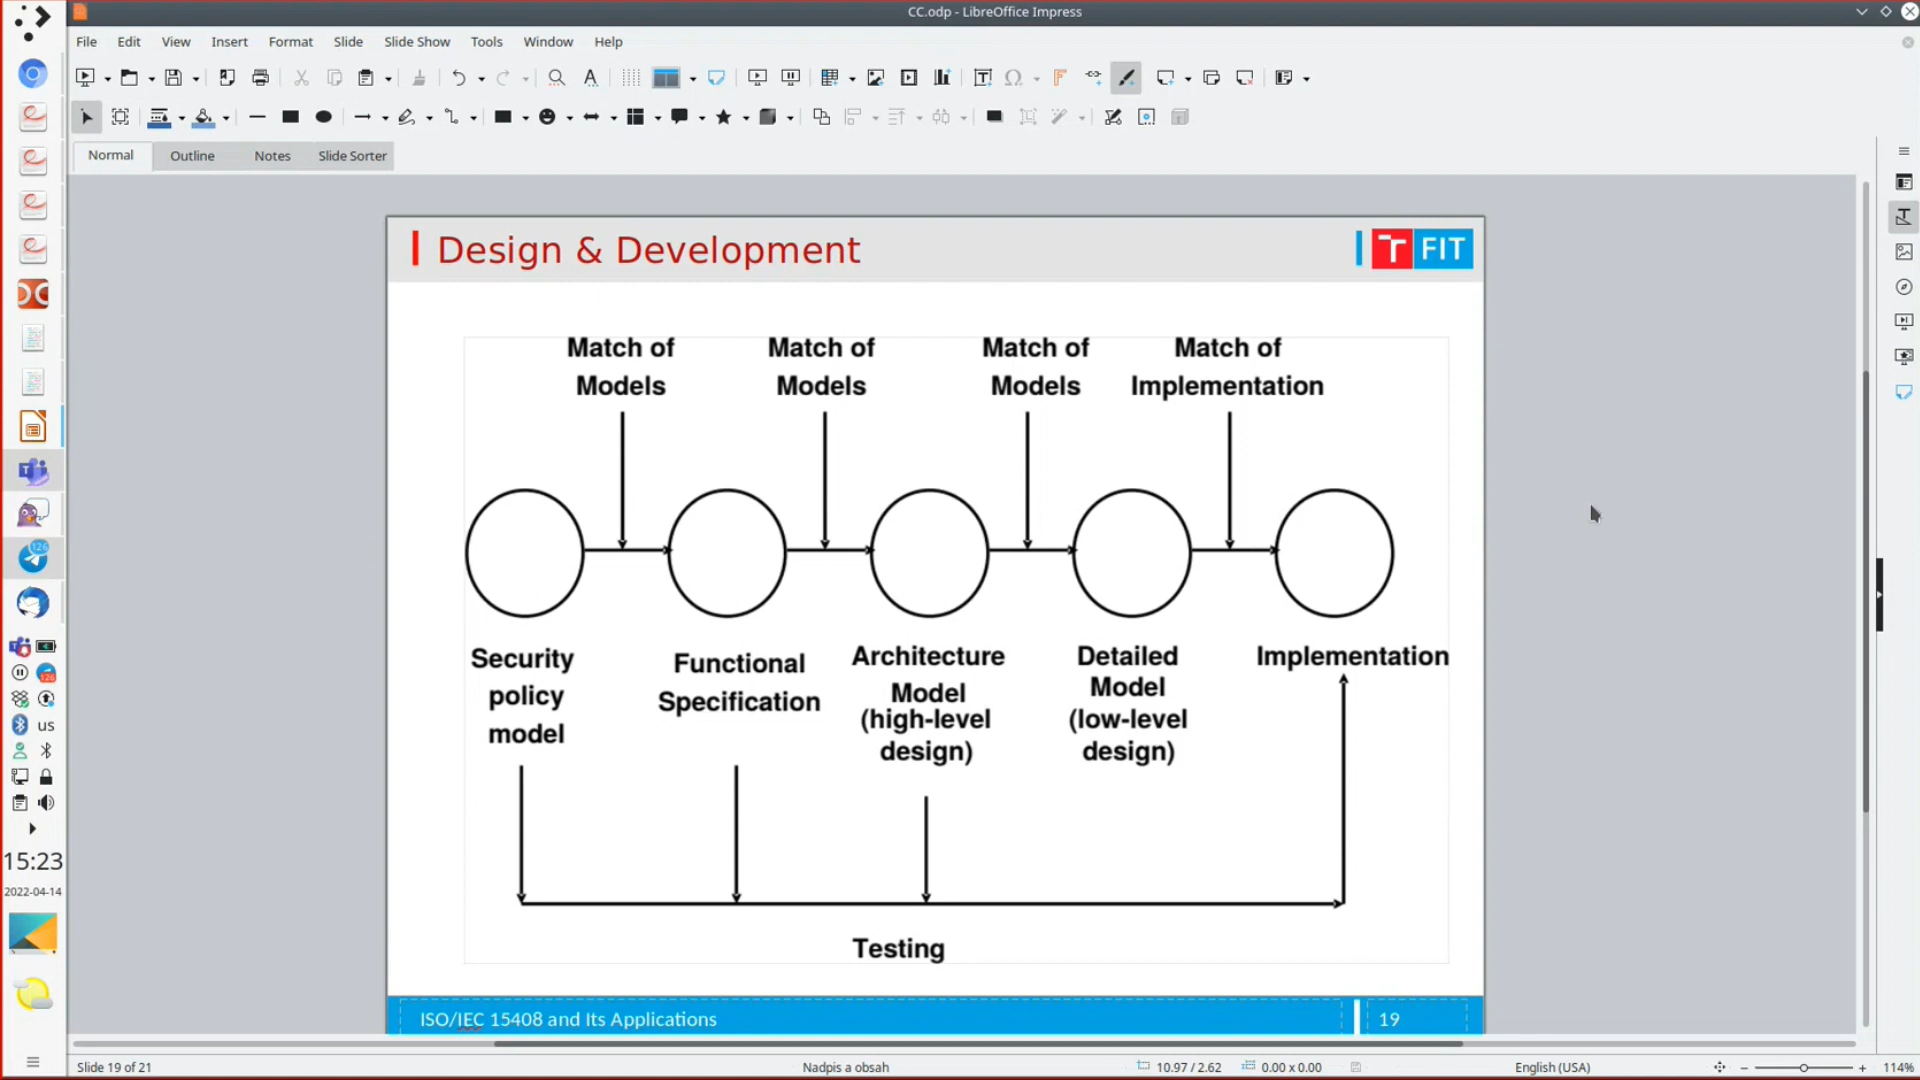 CC.odp - LibreOffice Impress
File Edit View Insert Format Slide Slide Show Tools Window Help
Normal Outline Notes Slide Sorter
Design & Development
T FIT
Match of Models
Match of Models
Match of Models
Match of Implementation
Security policy model
Functional Specification
Architecture Model (high-level design)
Detailed Model (low-level design)
Implementation
Testing
ISO/IEC 15408 and Its Applications
19
126
126
us
15:23
2022-04-14
Slide 19 of 21
Nadpis a obsah
10.97 / 2.62
0.00 x 0.00
English (USA)
114%